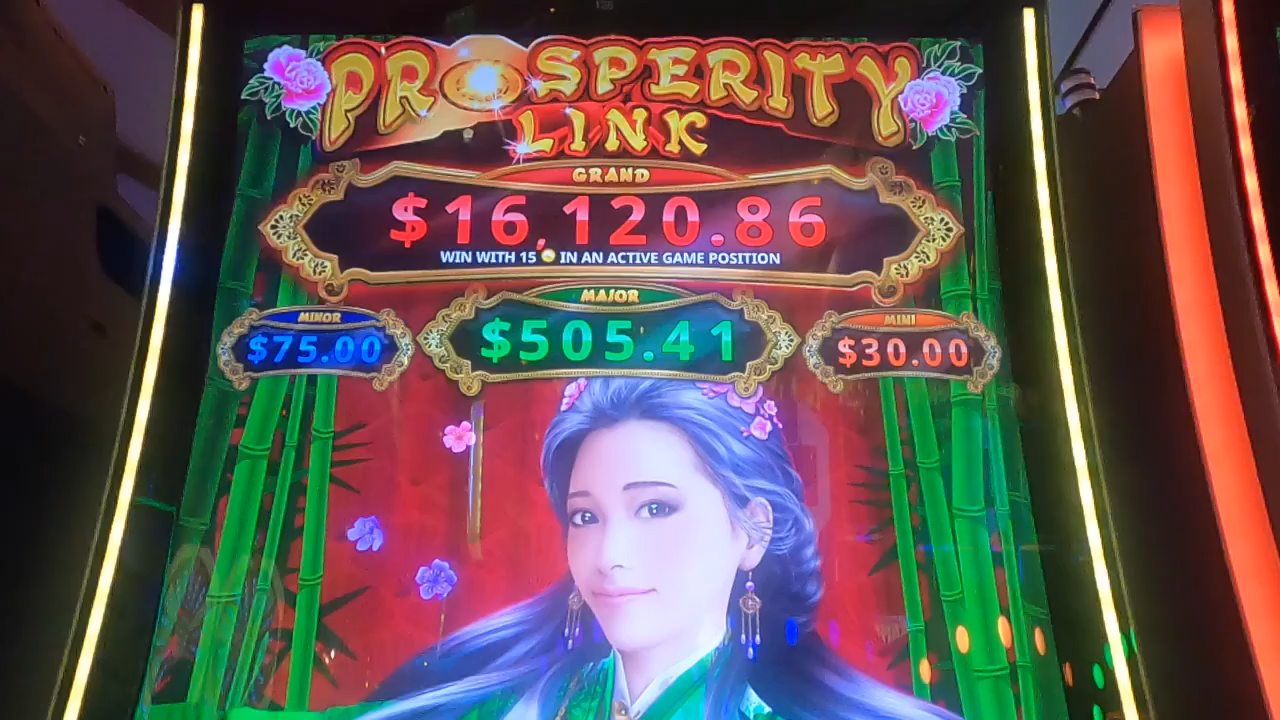 PROSPERITY
LINK
GRAND
$16,120.86
WIN WITH 15 IN AN ACTIVE GAME POSITION
MINOR
$75.00
MAJOR
$505.41
MINI
$30.00